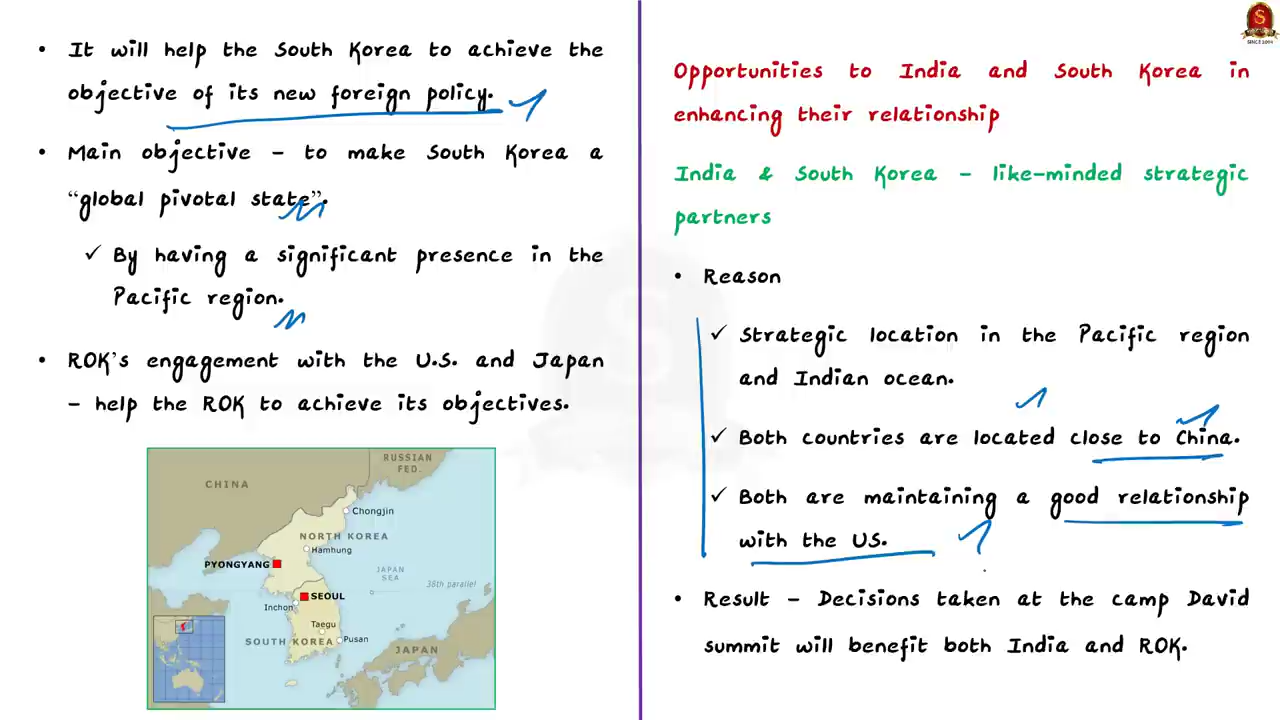 • It will help the South Korea to achieve the
objective of its new foreign policy.
• Main objective – to make South Korea a
“global pivotal state”.
✓ By having a significant presence in the
Pacific region.
• ROK’s engagement with the U.S. and Japan
– help the ROK to achieve its objectives.
RUSSIAN
FED.
CHINA
Chongjin
NORTH KOREA
Hamhung
PYONGYANG
JAPAN
SEA
38th parallel
SEOUL
Inchon
Taegu
SOUTH KOREA
Pusan
JAPAN
S
SINCE 2004
Opportunities to India and South Korea in
enhancing their relationship
India & South Korea – like-minded strategic
partners
• Reason
✓ Strategic location in the Pacific region
and Indian ocean.
✓ Both countries are located close to China.
✓ Both are maintaining a good relationship
with the US.
• Result – Decisions taken at the camp David
summit will benefit both India and ROK.